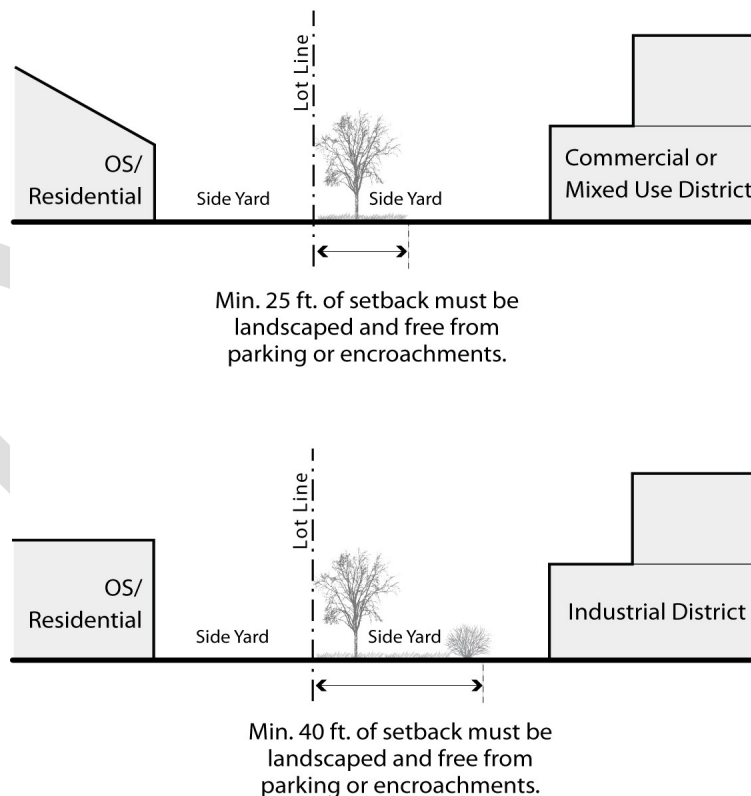 Lot Line
OS/
Residential
Side Yard
Side Yard
Commercial or
Mixed Use District
Min. 25 ft. of setback must be
landscaped and free from
parking or encroachments.
Lot Line
OS/
Residential
Side Yard
Side Yard
Industrial District
Min. 40 ft. of setback must be
landscaped and free from
parking or encroachments.